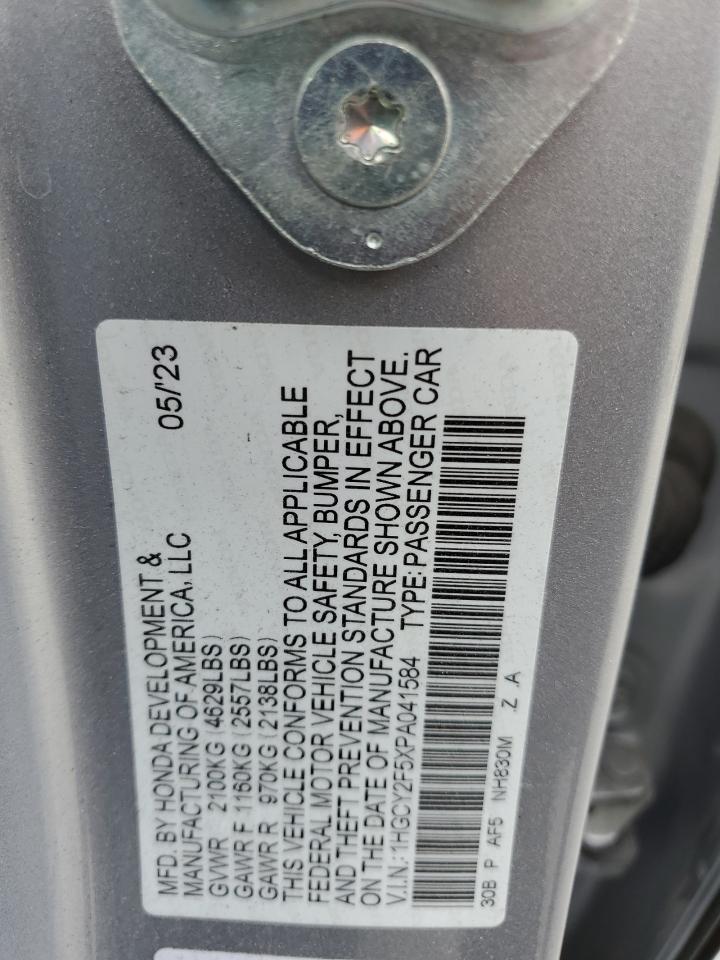 MFD. BY HONDA DEVELOPMENT &
MANUFACTURING OF AMERICA, LLC 05/'23
GVWR 2100KG (4629LBS)
GAWR F 1160KG (2557LBS)
GAWR R 970KG (2138LBS)
THIS VEHICLE CONFORMS TO ALL APPLICABLE
FEDERAL MOTOR VEHICLE SAFETY, BUMPER,
AND THEFT PREVENTION STANDARDS IN EFFECT
ON THE DATE OF MANUFACTURE SHOWN ABOVE.
V.I.N.: 1HGCY2F5XPA041584 TYPE: PASSENGER CAR
30B P AF5 NH830M Z .A